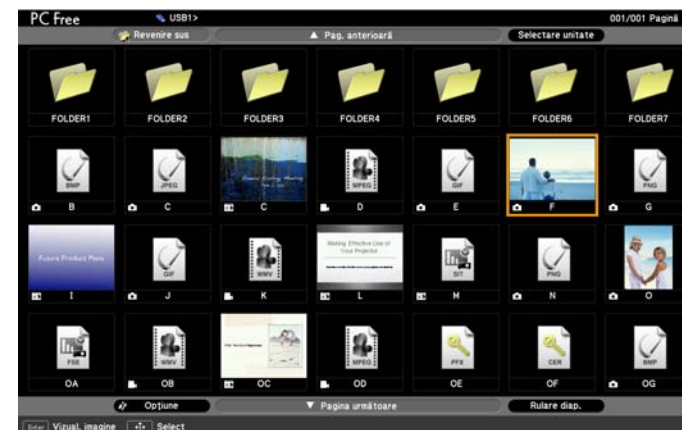 PC Free USB1> 001/001 Pagină
Revenire sus ▲ Pag. anterioară Selectare unitate
FOLDER1 FOLDER2 FOLDER3 FOLDER4 FOLDER5 FOLDER6 FOLDER7
BMP JPEG MPEG GIF PNG
B C C D E F G
Future Product Plans GIF WMV Making Effective Use of Your Projector SIT PNG
I J K L M N O
FSE WMV MPEG PFX CER BMP
OA OB OC OD OE OF OG
Opțiune ▼ Pagina următoare Rulare diap.
Enter Vizual. imagine Select